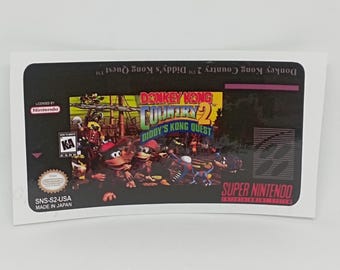 Donkey Kong Country 2™ Diddy's Kong Quest™
LICENSED BY
Nintendo
DONKEY KONG
COUNTRY 2
DIDDY'S KONG QUEST
SNS-52-USA
MADE IN JAPAN
SUPER NINTENDO
ENTERTAINMENT SYSTEM